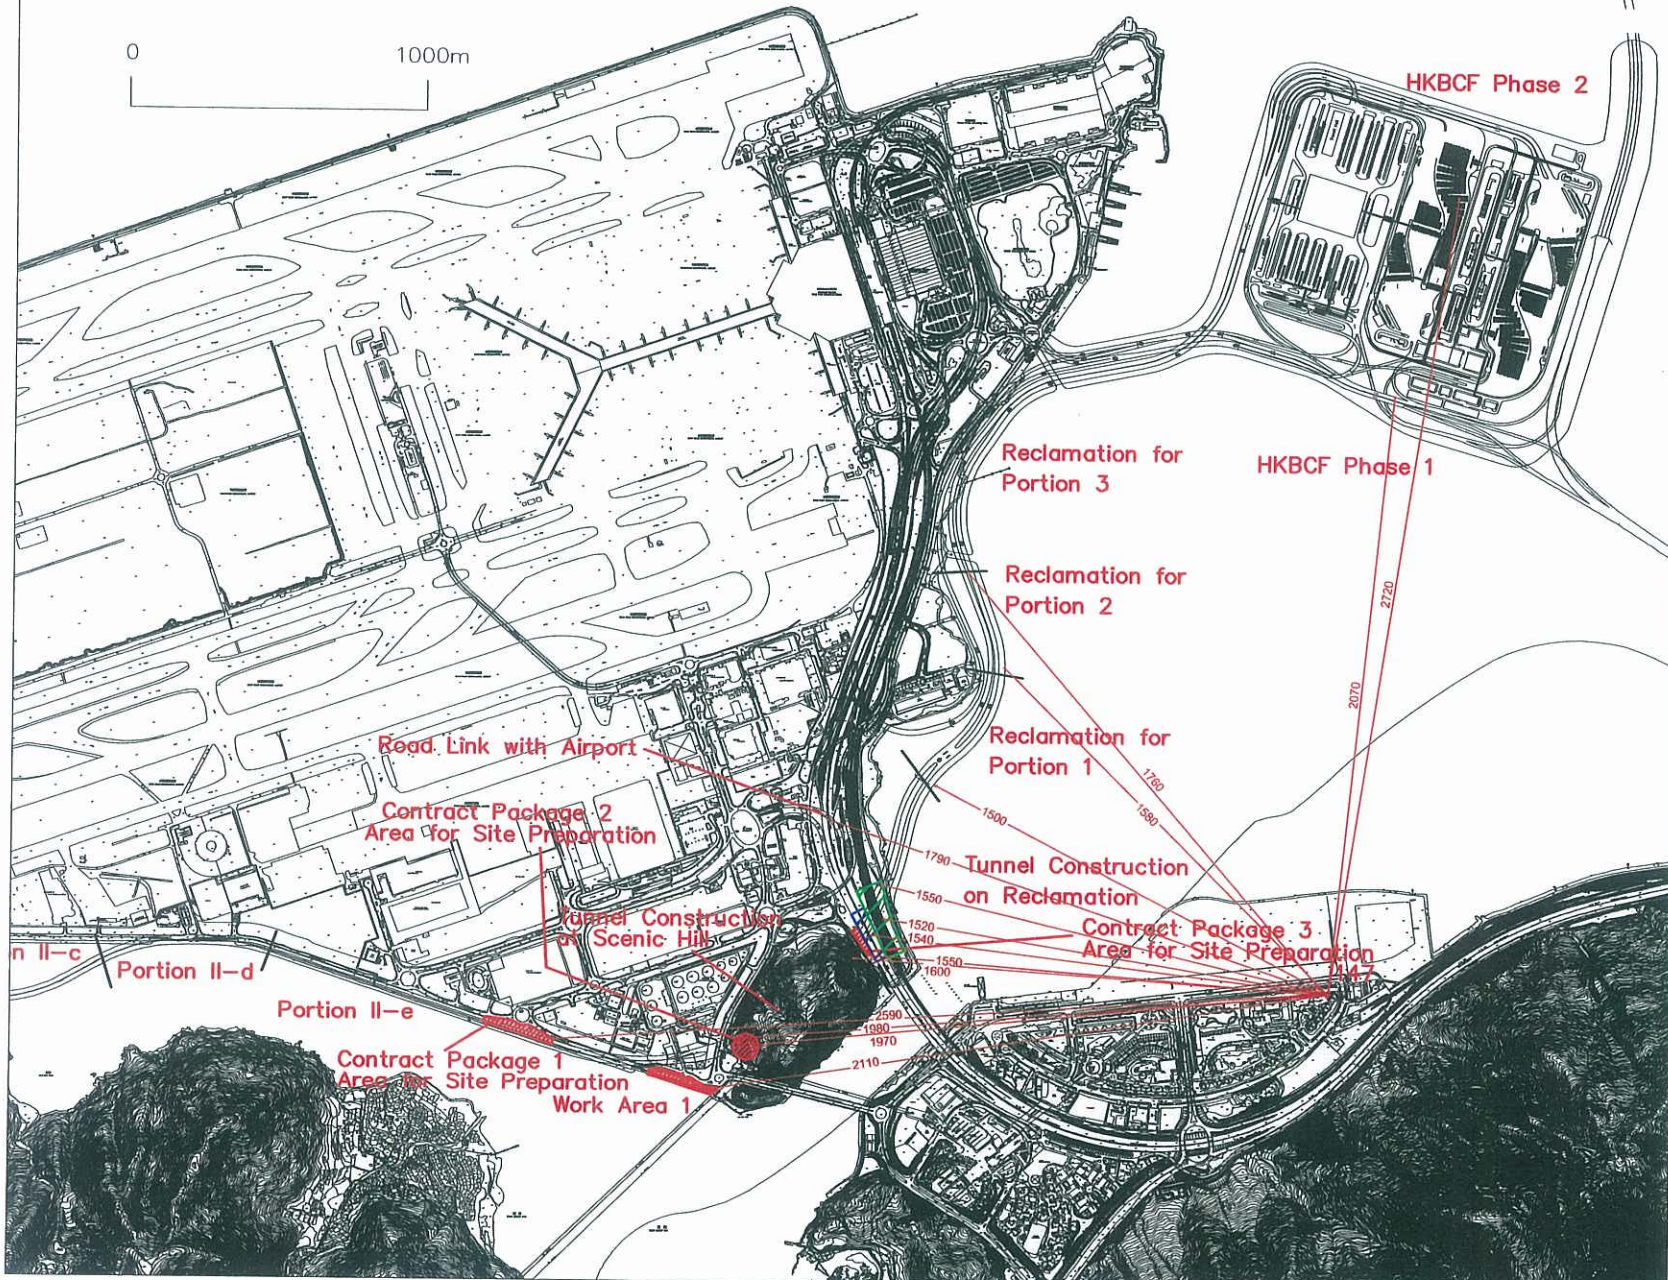 0
1000m
HKBCF Phase 2
Reclamation for
Portion 3
HKBCF Phase 1
Reclamation for
Portion 2
2720
2070
Reclamation for
Portion 1
Road Link with Airport
1760
1580
1500
Contract Package 2
Area for Site Preparation
1790
Tunnel Construction
on Reclamation
1550
Tunnel Construction
at Scenic Hill
1520
1540
Contract Package 3
Area for Site Preparation
1550
1600
n II-c
Portion II-d
1147
Portion II-e
2590
1980
1970
2110
Contract Package 1
Area for Site Preparation
Work Area 1